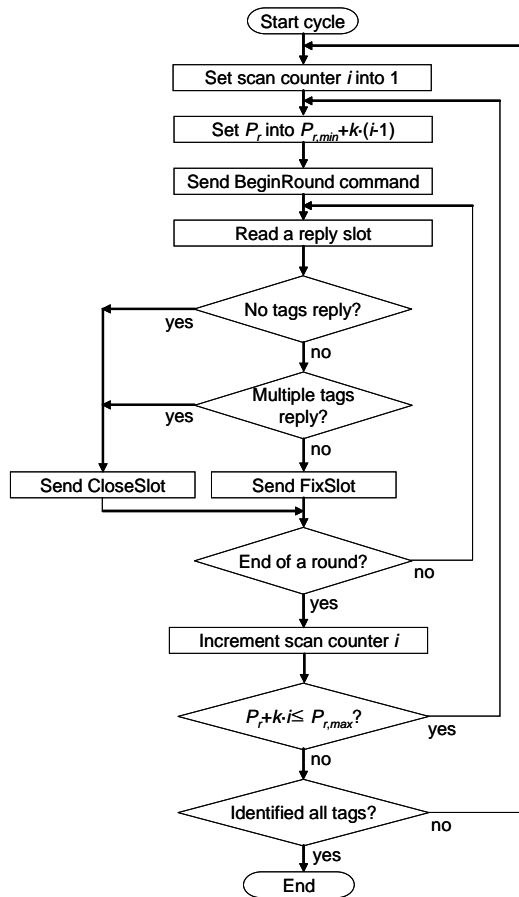 Start cycle
Set scan counter i into 1
Set Pr into Pr,min+k·(i-1)
Send BeginRound command
Read a reply slot
No tags reply?
yes
no
Multiple tags
reply?
yes
no
Send CloseSlot
Send FixSlot
End of a round?
no
yes
Increment scan counter i
Pr+k·i≤ Pr,max?
yes
no
Identified all tags?
no
yes
End